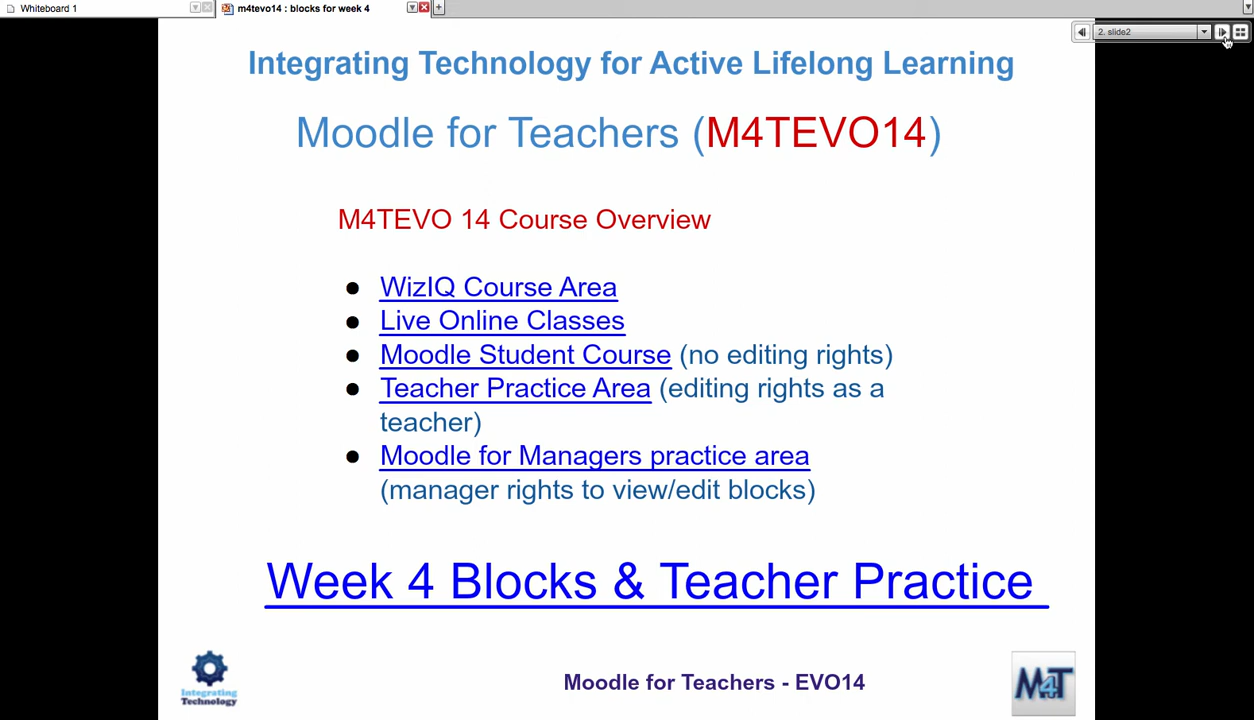 Whiteboard 1
m4tevo14 : blocks for week 4
2. slide2
Integrating Technology for Active Lifelong Learning
Moodle for Teachers (M4TEVO14)
M4TEVO 14 Course Overview
● WizIQ Course Area
● Live Online Classes
● Moodle Student Course (no editing rights)
● Teacher Practice Area (editing rights as a
teacher)
● Moodle for Managers practice area
(manager rights to view/edit blocks)
Week 4 Blocks & Teacher Practice
Integrating
Technology
Moodle for Teachers - EVO14
M4T